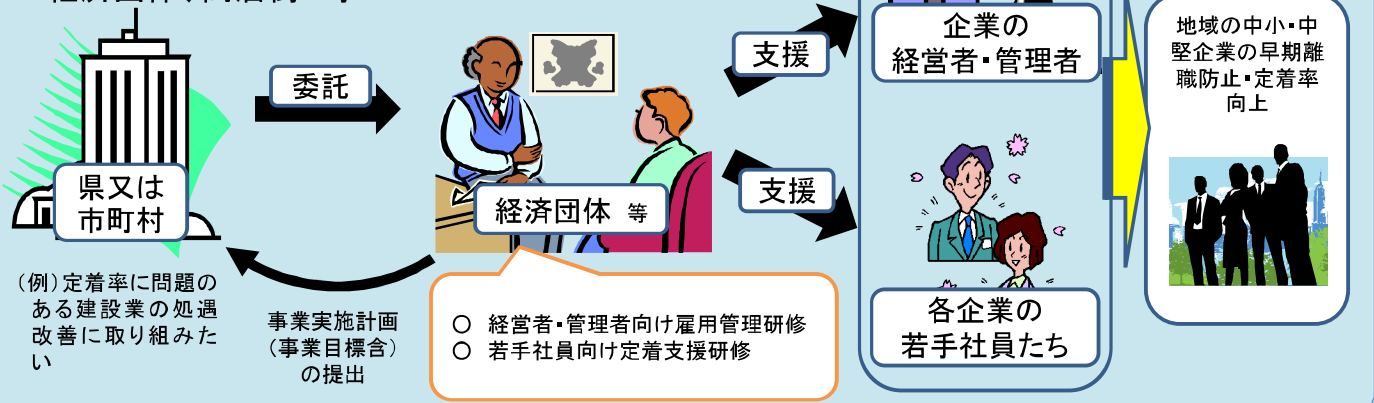 委託
県又は
市町村
(例)定着率に問題の
ある建設業の処遇
改善に取り組みた
い
事業実施計画
(事業目標含)
の提出
経済団体 等
○ 経営者・管理者向け雇用管理研修
○ 若手社員向け定着支援研修
支援
支援
企業の
経営者・管理者
各企業の
若手社員たち
地域の中小・中
堅企業の早期離
職防止・定着率
向上